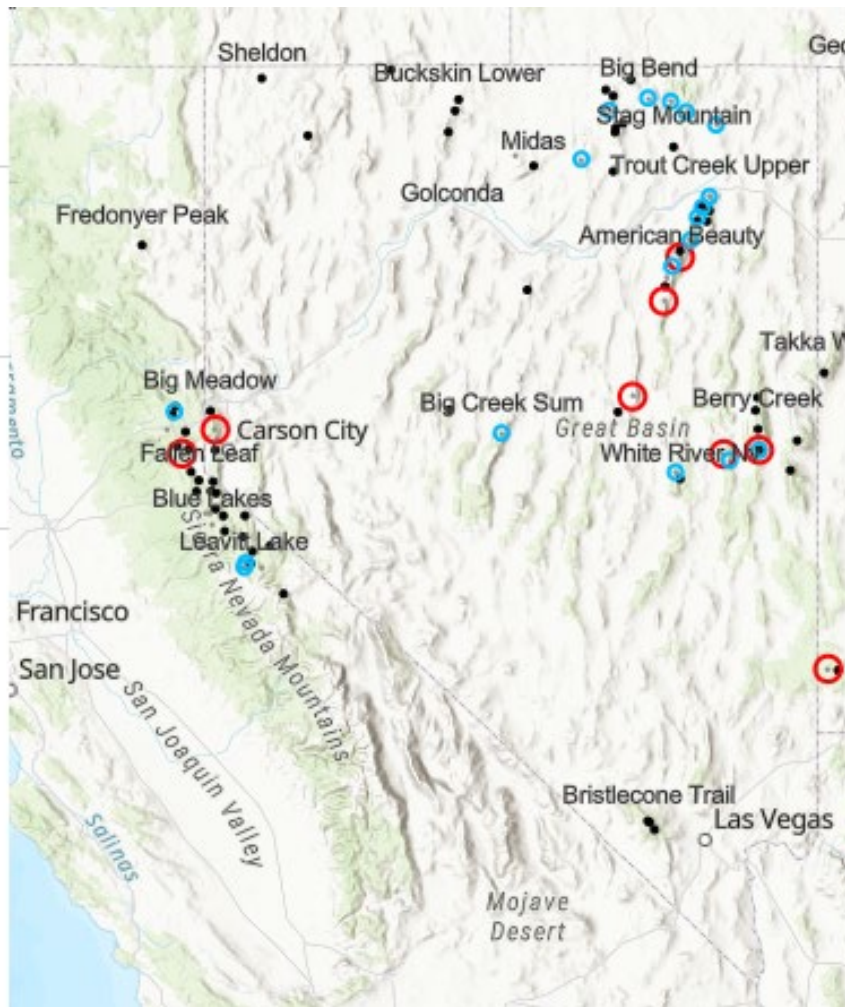 Sheldon
Buckskin Lower
Big Bend
Stag Mountain
Midas
Trout Creek Upper
Golconda
Fredonyer Peak
American Beauty
Takka W
Big Meadow
Big Creek Sum
Berry Creek
Carson City
Great Basin
Fallen Leaf
White River Nv
Blue Lakes
Leavitt Lake
Sierra Nevada Mountains
Francisco
San Jose
San Joaquin Valley
Salinas
Bristlecone Trail
Las Vegas
Mojave
Desert